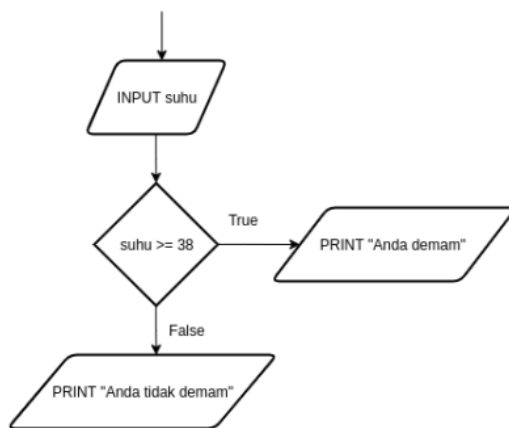 INPUT suhu
suhu >= 38
True
PRINT "Anda demam"
False
PRINT "Anda tidak demam"